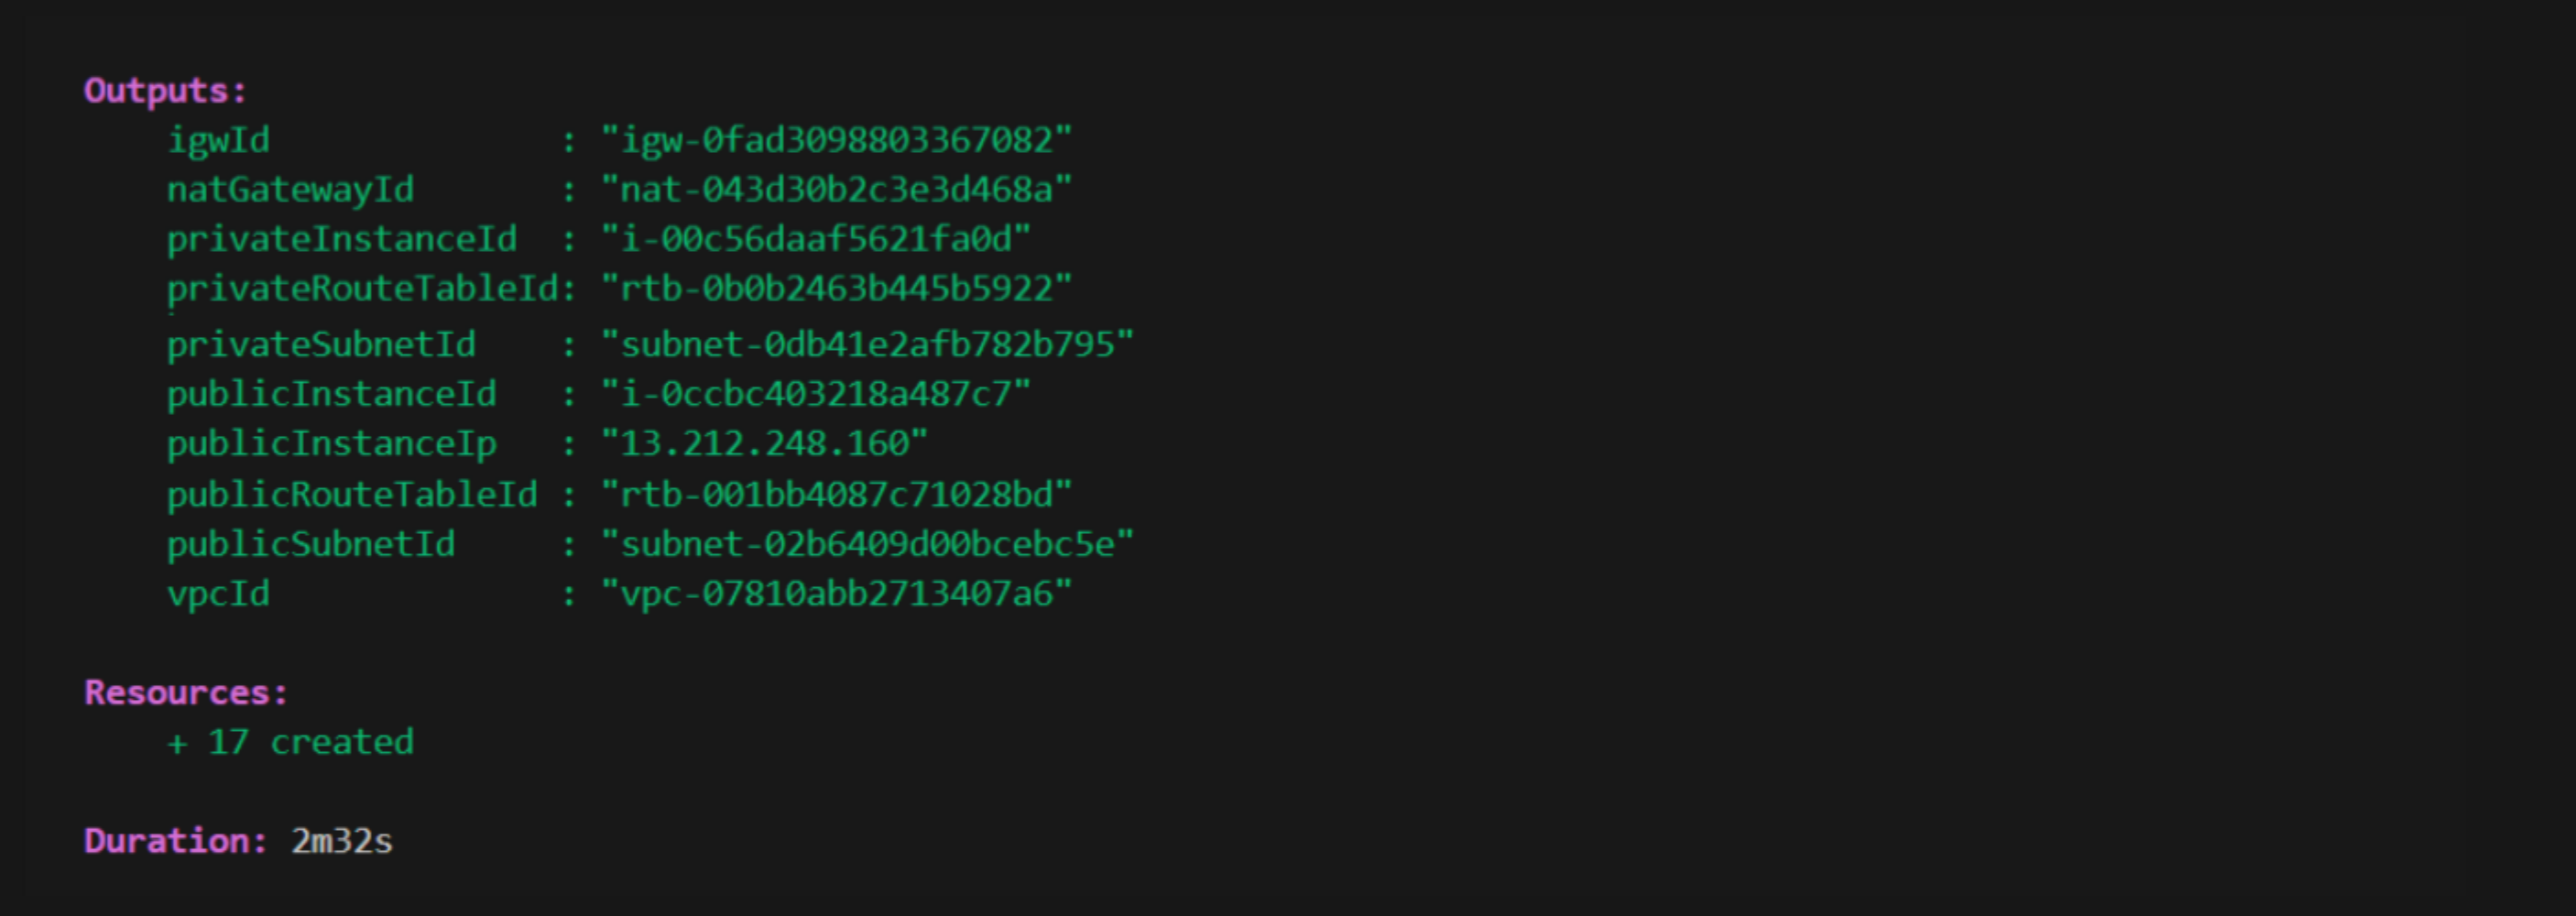 Outputs:
igwId : "igw-0fad3098803367082"
natGatewayId : "nat-043d30b2c3e3d468a"
privateInstanceId : "i-00c56daaf5621fa0d"
privateRouteTableId: "rtb-0b0b2463b445b5922"
privateSubnetId : "subnet-0db41e2afb782b795"
publicInstanceId : "i-0ccbc403218a487c7"
publicInstanceIp : "13.212.248.160"
publicRouteTableId : "rtb-001bb4087c71028bd"
publicSubnetId : "subnet-02b6409d00bcebc5e"
vpcId : "vpc-07810abb2713407a6"
Resources:
+ 17 created
Duration: 2m32s